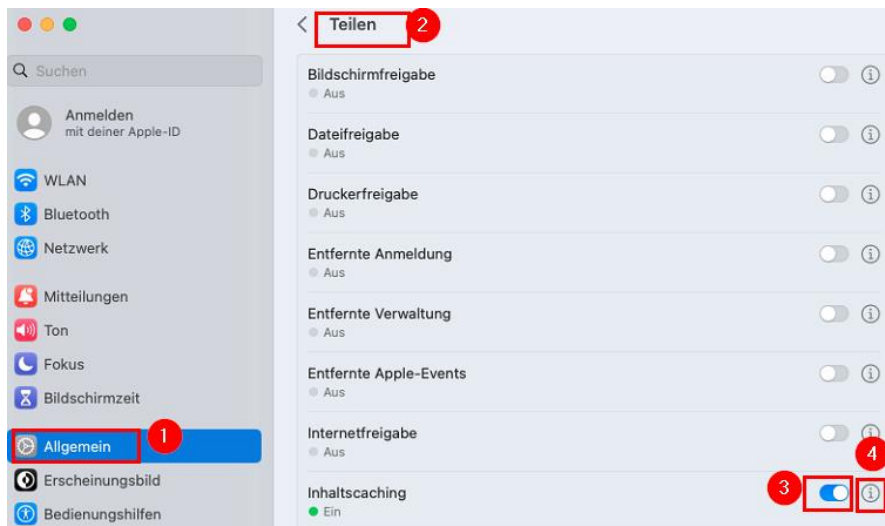 Suchen
Anmelden
mit deiner Apple-ID
WLAN
Bluetooth
Netzwerk
Mitteilungen
Ton
Fokus
Bildschirmzeit
Allgemein
1
Erscheinungsbild
Bedienungshilfen
Teilen
2
Bildschirmfreigabe
Aus
Dateifreigabe
Aus
Druckerfreigabe
Aus
Entfernte Anmeldung
Aus
Entfernte Verwaltung
Aus
Entfernte Apple-Events
Aus
Internetfreigabe
Aus
4
Inhaltscaching
3
Ein